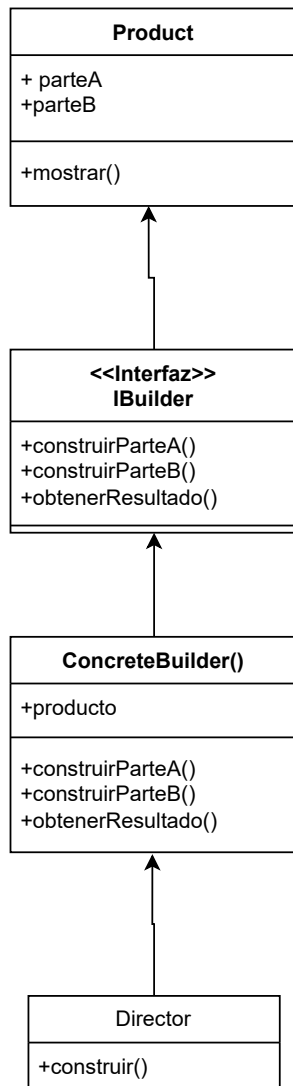 Product
+ parteA
+parteB
+mostrar()
<<Interfaz>>
IBuilder
+construirParteA()
+construirParteB()
+obtenerResultado()
ConcreteBuilder()
+producto
+construirParteA()
+construirParteB()
+obtenerResultado()
Director
+construir()